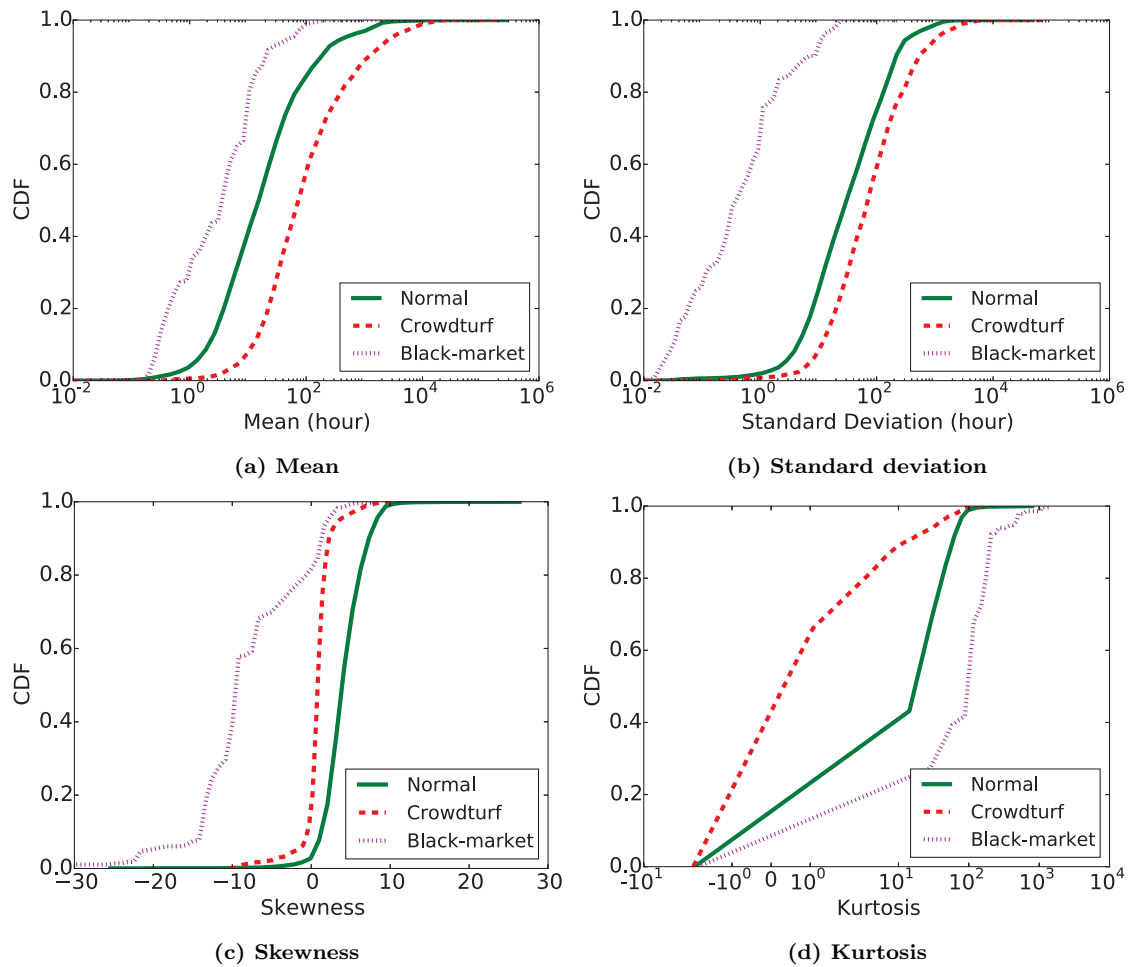 1.0
0.8
0.6
0.4
0.2
0.0
CDF
10^-2 10^0 10^2 10^4 10^6
Mean (hour)
Normal
Crowdturf
Black-market
(a) Mean
1.0
0.8
0.6
0.4
0.2
0.0
CDF
10^-2 10^0 10^2 10^4 10^6
Standard Deviation (hour)
Normal
Crowdturf
Black-market
(b) Standard deviation
1.0
0.8
0.6
0.4
0.2
0.0
CDF
−30 −20 −10 0 10 20 30
Skewness
Normal
Crowdturf
Black-market
(c) Skewness
1.0
0.8
0.6
0.4
0.2
0.0
CDF
-10^1 -10^0 0 10^0 10^1 10^2 10^3 10^4
Kurtosis
Normal
Crowdturf
Black-market
(d) Kurtosis